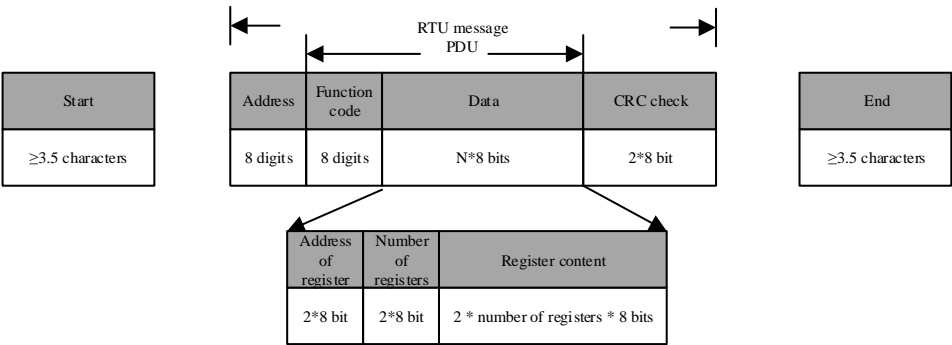 RTU message
PDU
Start
Address
Function
code
Data
CRC check
End
≥3.5 characters
8 digits
8 digits
N*8 bits
2*8 bit
≥3.5 characters
Address
of
register
Number
of
registers
Register content
2*8 bit
2*8 bit
2 * number of registers * 8 bits